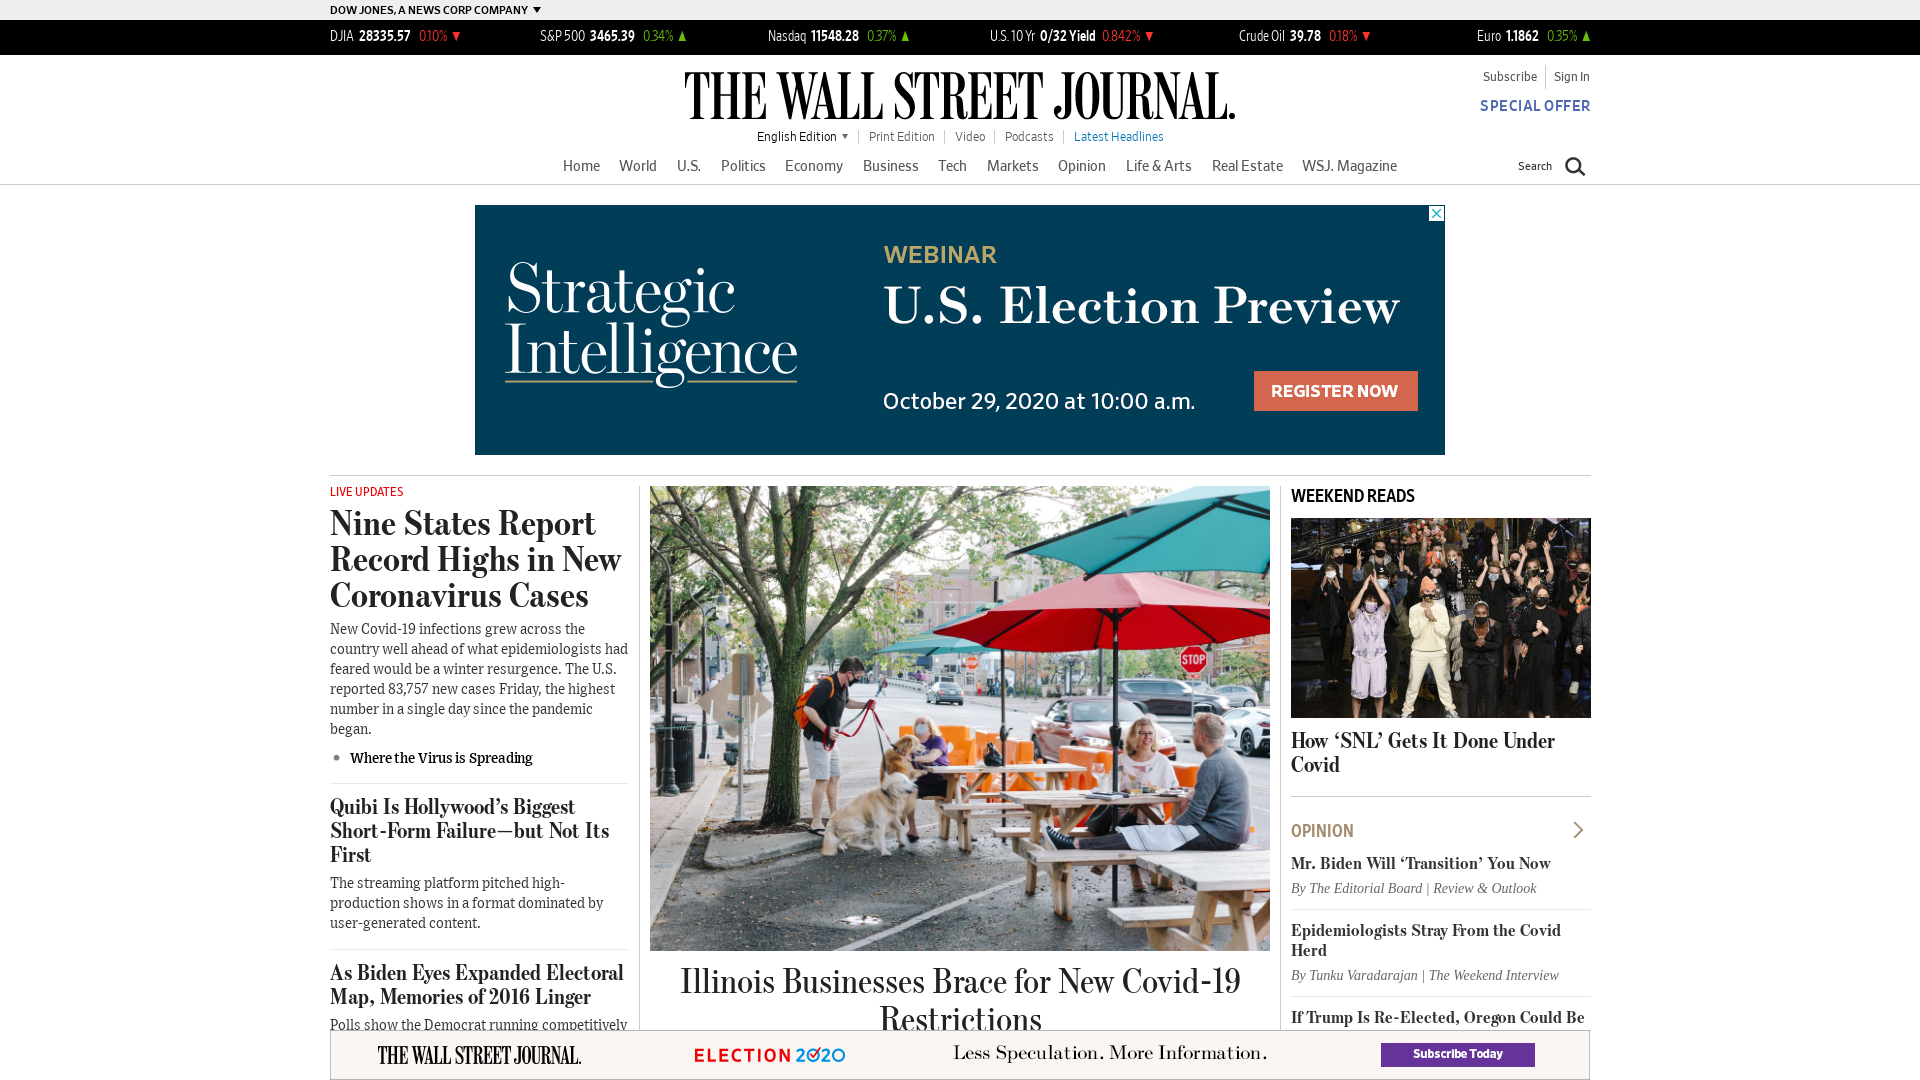 DOW JONES, A NEWS CORP COMPANY
DJIA 28335.57 0.10% S&P 500 3465.39 0.34% Nasdaq 11548.28 0.37% U.S. 10 Yr 0/32 Yield 0.842% Crude Oil 39.78 0.18% Euro 1.1862 0.35%
THE WALL STREET JOURNAL.
Subscribe Sign In
SPECIAL OFFER
English Edition Print Edition Video Podcasts Latest Headlines
Home World U.S. Politics Economy Business Tech Markets Opinion Life & Arts Real Estate WSJ. Magazine Search
Strategic
Intelligence
WEBINAR
U.S. Election Preview
October 29, 2020 at 10:00 a.m.
REGISTER NOW
LIVE UPDATES
Nine States Report
Record Highs in New
Coronavirus Cases
New Covid-19 infections grew across the
country well ahead of what epidemiologists had
feared would be a winter resurgence. The U.S.
reported 83,757 new cases Friday, the highest
number in a single day since the pandemic
began.
Where the Virus is Spreading
Quibi Is Hollywood’s Biggest
Short-Form Failure—but Not Its
First
The streaming platform pitched high-
production shows in a format dominated by
user-generated content.
As Biden Eyes Expanded Electoral
Map, Memories of 2016 Linger
Polls show the Democrat running competitively
STOP
Illinois Businesses Brace for New Covid-19
Restrictions
WEEKEND READS
How ‘SNL’ Gets It Done Under
Covid
OPINION
Mr. Biden Will ‘Transition’ You Now
By The Editorial Board | Review & Outlook
Epidemiologists Stray From the Covid
Herd
By Tunku Varadarajan | The Weekend Interview
If Trump Is Re-Elected, Oregon Could Be
THE WALL STREET JOURNAL.
ELECTION 2020
Less Speculation. More Information.
Subscribe Today